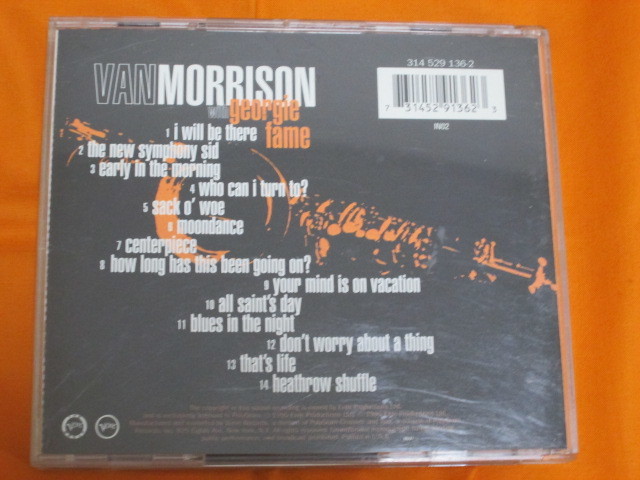 VANMORRISON
with georgie
fame
314 529 136-2
7 31452 91362 3
1 i will be there
2 the new symphony sid
3 early in the morning
4 who can i turn to?
5 sack o' woe
6 moondance
7 centerpiece
8 how long has this been going on?
9 your mind is on vacation
10 all saint's day
11 blues in the night
12 don't worry about a thing
13 that's life
14 heathrow shuffle